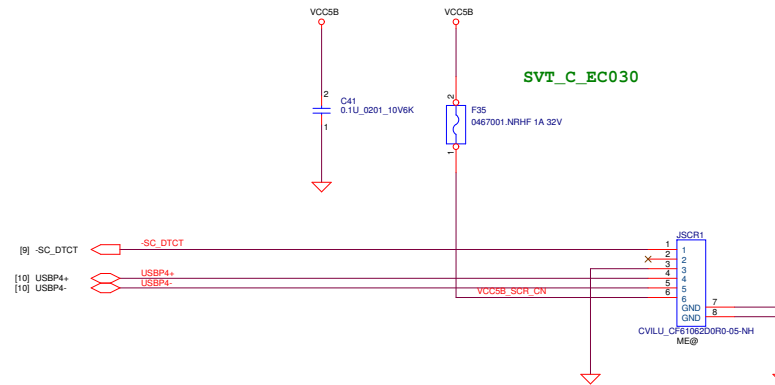 VCC5B VCC5B
SVT_C_EC030
2 C41
0.1U_0201_10V6K
1
2 F35
0467001.NRHF 1A 32V
1
JSCR1
[9] -SC_DTCT -SC_DTCT 1 1
2 2
3 3
[10] USBP4+ USBP4+ 4 4
[10] USBP4- USBP4- 5 5
VCC5B_SCR_CN 6 6
GND 7
GND 8
CVILU_CF61062D0R0-05-NH
ME@